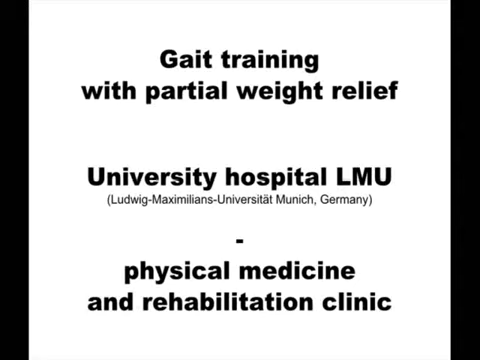 Gait training
with partial weight relief
University hospital LMU
(Ludwig-Maximilians-Universität Munich, Germany)
-
physical medicine
and rehabilitation clinic